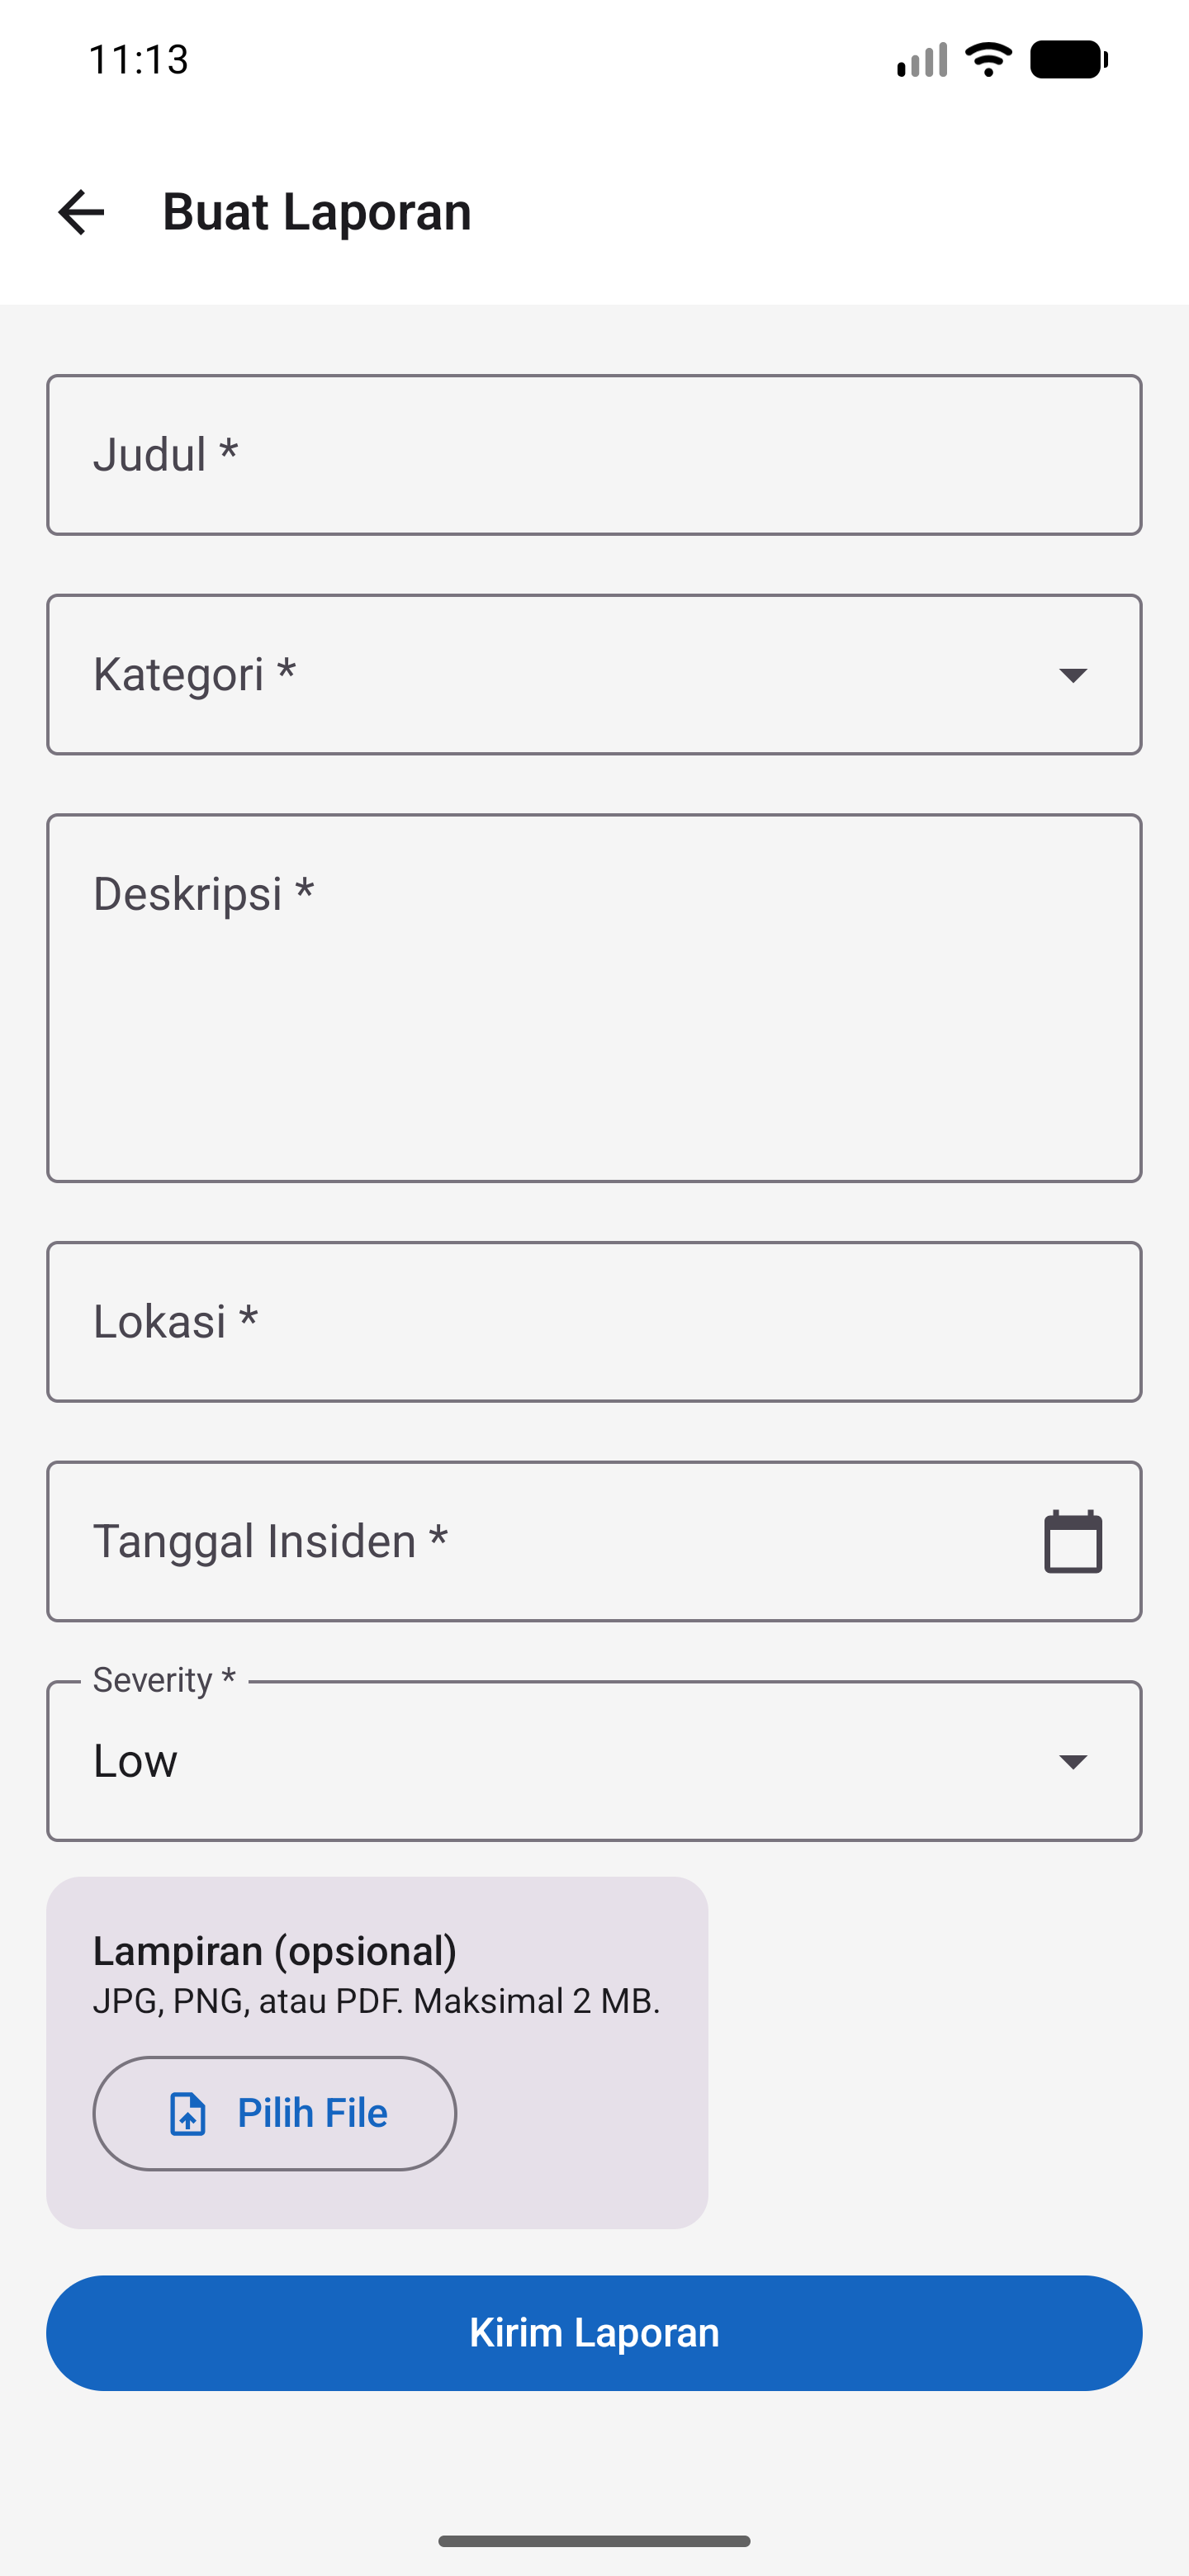 11:13
Buat Laporan
Judul *
Kategori *
Deskripsi *
Lokasi *
Tanggal Insiden *
Severity *
Low
Lampiran (opsional)
JPG, PNG, atau PDF. Maksimal 2 MB.
Pilih File
Kirim Laporan